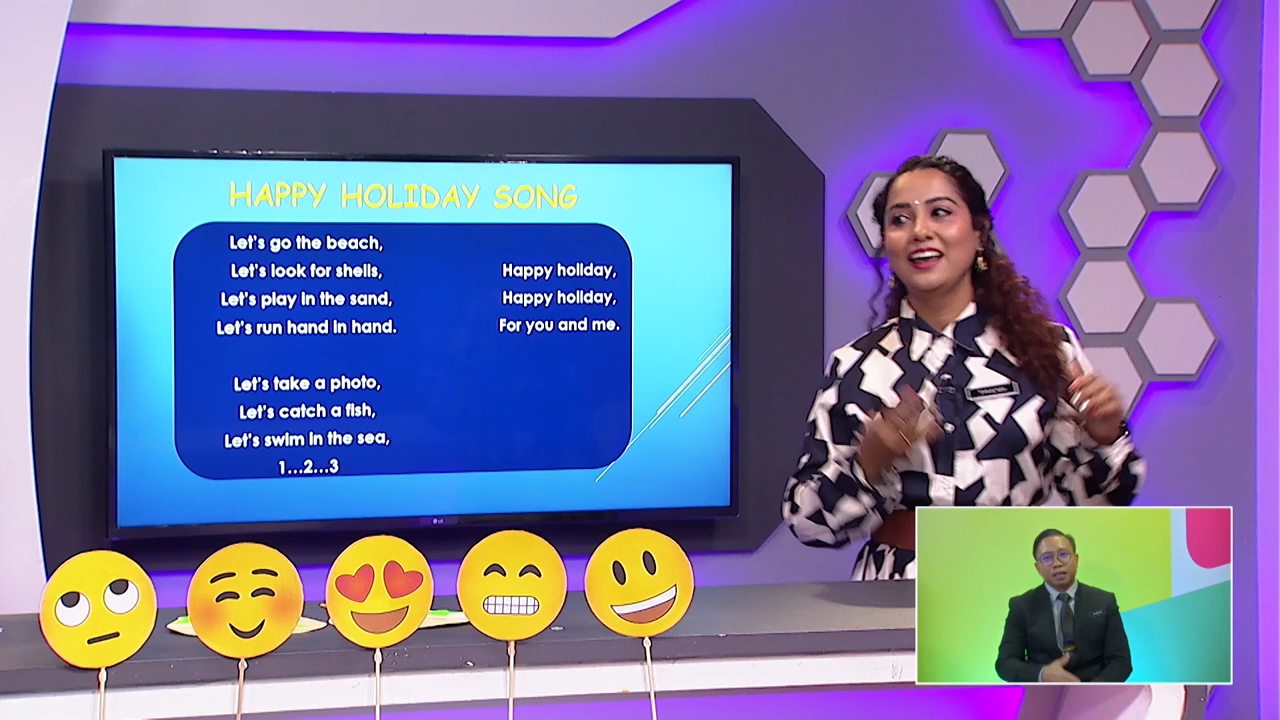 HAPPY HOLIDAY SONG
Let's go the beach,
Let's look for shells,
Let's play in the sand,
Let's run hand in hand.
Let's take a photo,
Let's catch a fish,
Let's swim in the sea,
1...2...3
Happy holiday,
Happy holiday,
For you and me.
LG